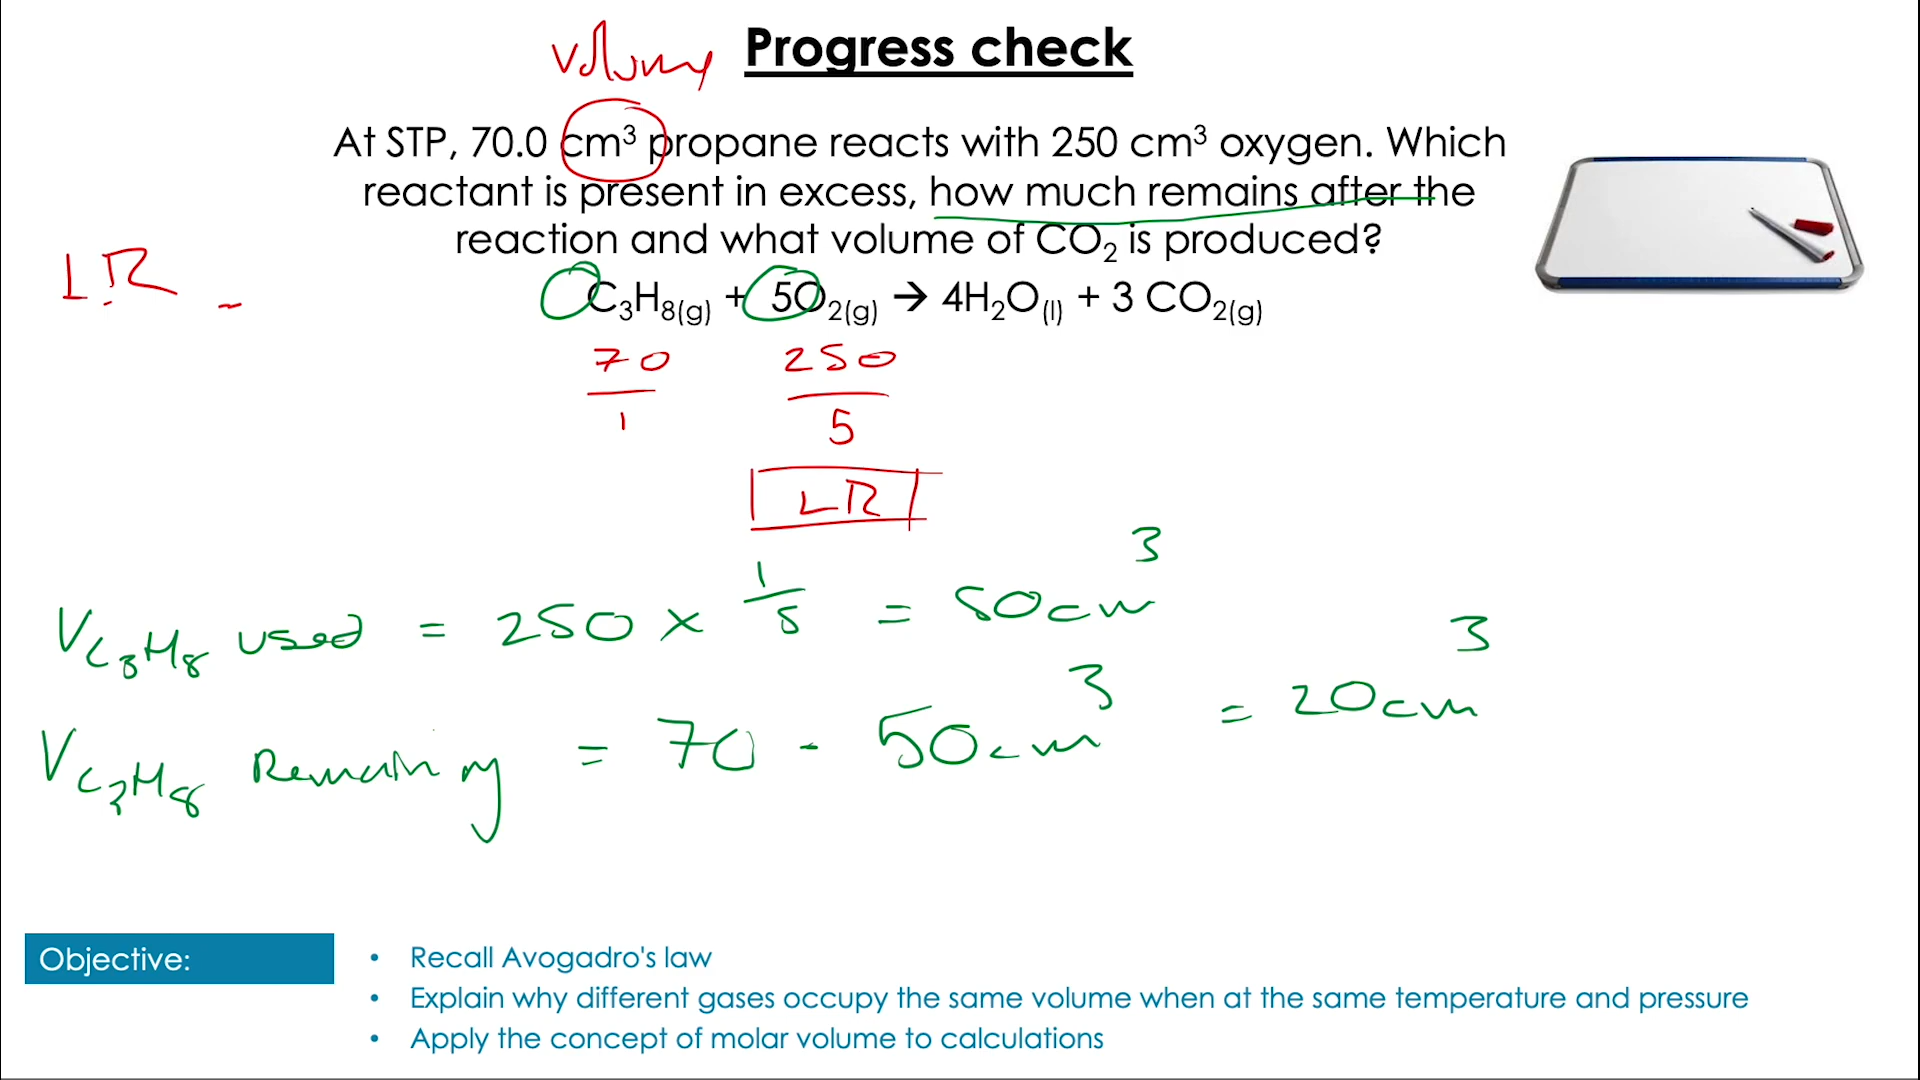 volume
Progress check
At STP, 70.0 cm³ propane reacts with 250 cm³ oxygen. Which
reactant is present in excess, how much remains after the
reaction and what volume of CO₂ is produced?
L.R -
C₃H₈(g) + 5O₂(g) → 4H₂O(l) + 3 CO₂(g)
70/1 250/5
LR
V C₃H₈ used = 250 × 1/5 = 50cm³
V C₃H₈ Remaining = 70 - 50cm³ = 20cm³
Objective:
• Recall Avogadro's law
• Explain why different gases occupy the same volume when at the same temperature and pressure
• Apply the concept of molar volume to calculations